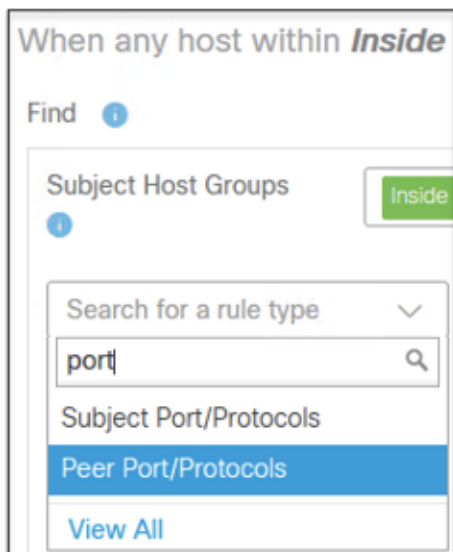 When any host within Inside
Find
Subject Host Groups
Inside
Search for a rule type
port
Subject Port/Protocols
Peer Port/Protocols
View All